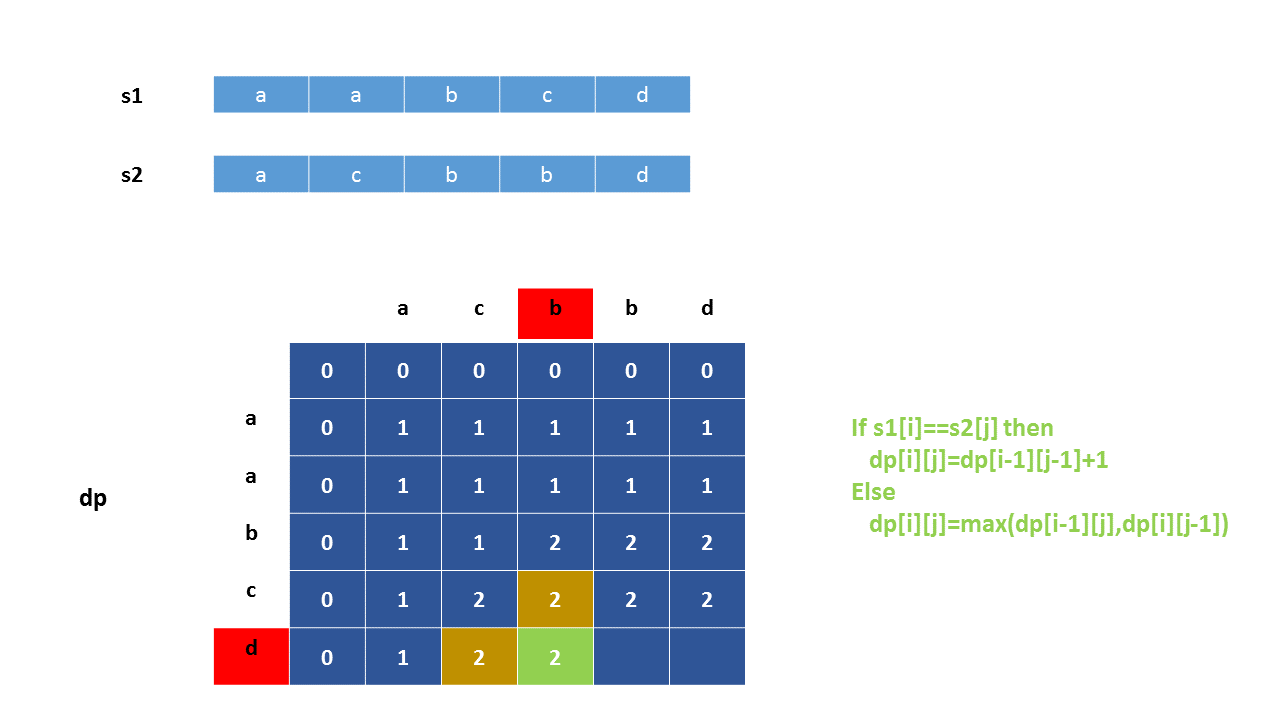 s1 a a b c d
s2 a c b b d
a c b b d
0 0 0 0 0 0
a 0 1 1 1 1 1
a 0 1 1 1 1 1
dp
b 0 1 1 2 2 2
c 0 1 2 2 2 2
d 0 1 2 2
If s1[i]==s2[j] then
dp[i][j]=dp[i-1][j-1]+1
Else
dp[i][j]=max(dp[i-1][j],dp[i][j-1])